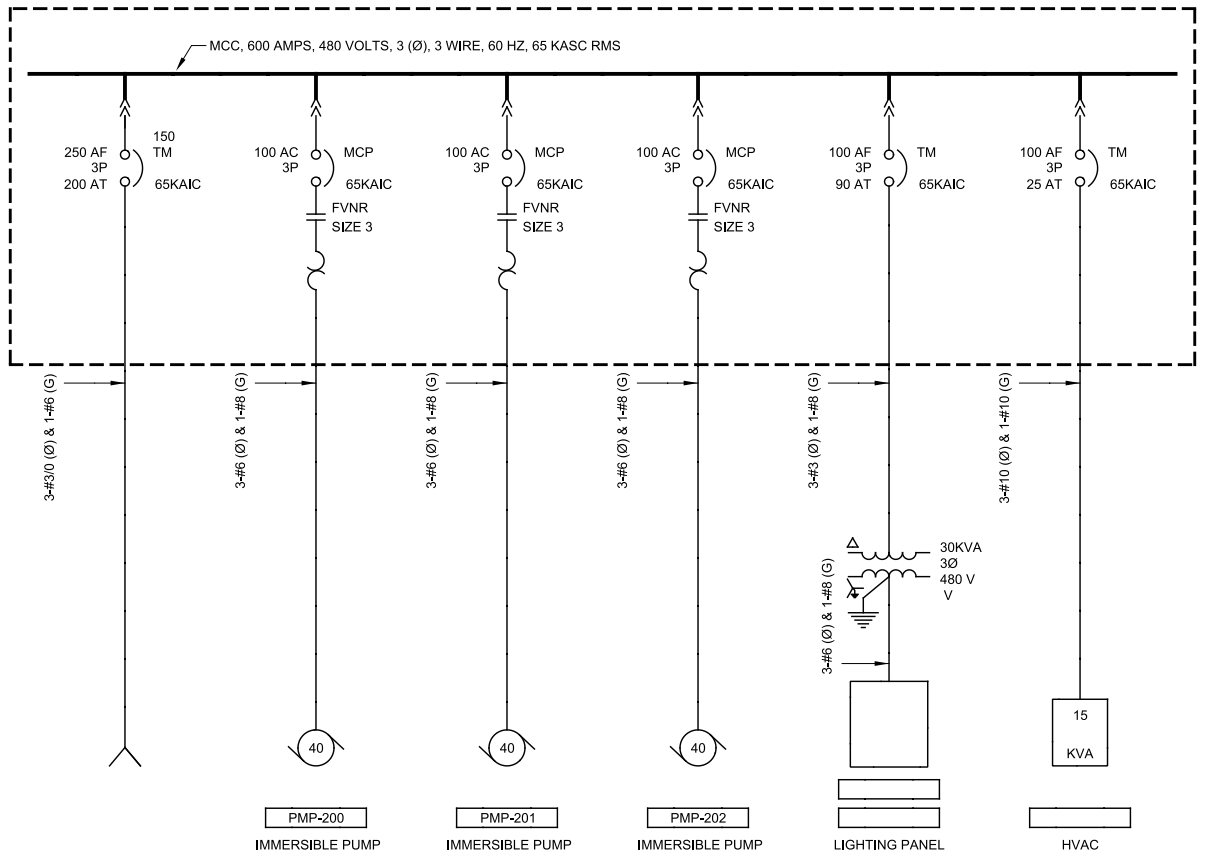 MCC, 600 AMPS, 480 VOLTS, 3 (Ø), 3 WIRE, 60 HZ, 65 KASC RMS
250 AF
3P
200 AT
150
TM
65KAIC
100 AC
3P
MCP
65KAIC
FVNR
SIZE 3
100 AC
3P
MCP
65KAIC
FVNR
SIZE 3
100 AC
3P
MCP
65KAIC
FVNR
SIZE 3
100 AF
3P
90 AT
TM
65KAIC
100 AF
3P
25 AT
TM
65KAIC
3-#3/0 (Ø) & 1-#6 (G)
3-#6 (Ø) & 1-#8 (G)
3-#6 (Ø) & 1-#8 (G)
3-#6 (Ø) & 1-#8 (G)
3-#3 (Ø) & 1-#8 (G)
3-#10 (Ø) & 1-#10 (G)
30KVA
3Ø
480 V
V
3-#6 (Ø) & 1-#8 (G)
40
40
40
15
KVA
PMP-200
IMMERSIBLE PUMP
PMP-201
IMMERSIBLE PUMP
PMP-202
IMMERSIBLE PUMP
LIGHTING PANEL
HVAC